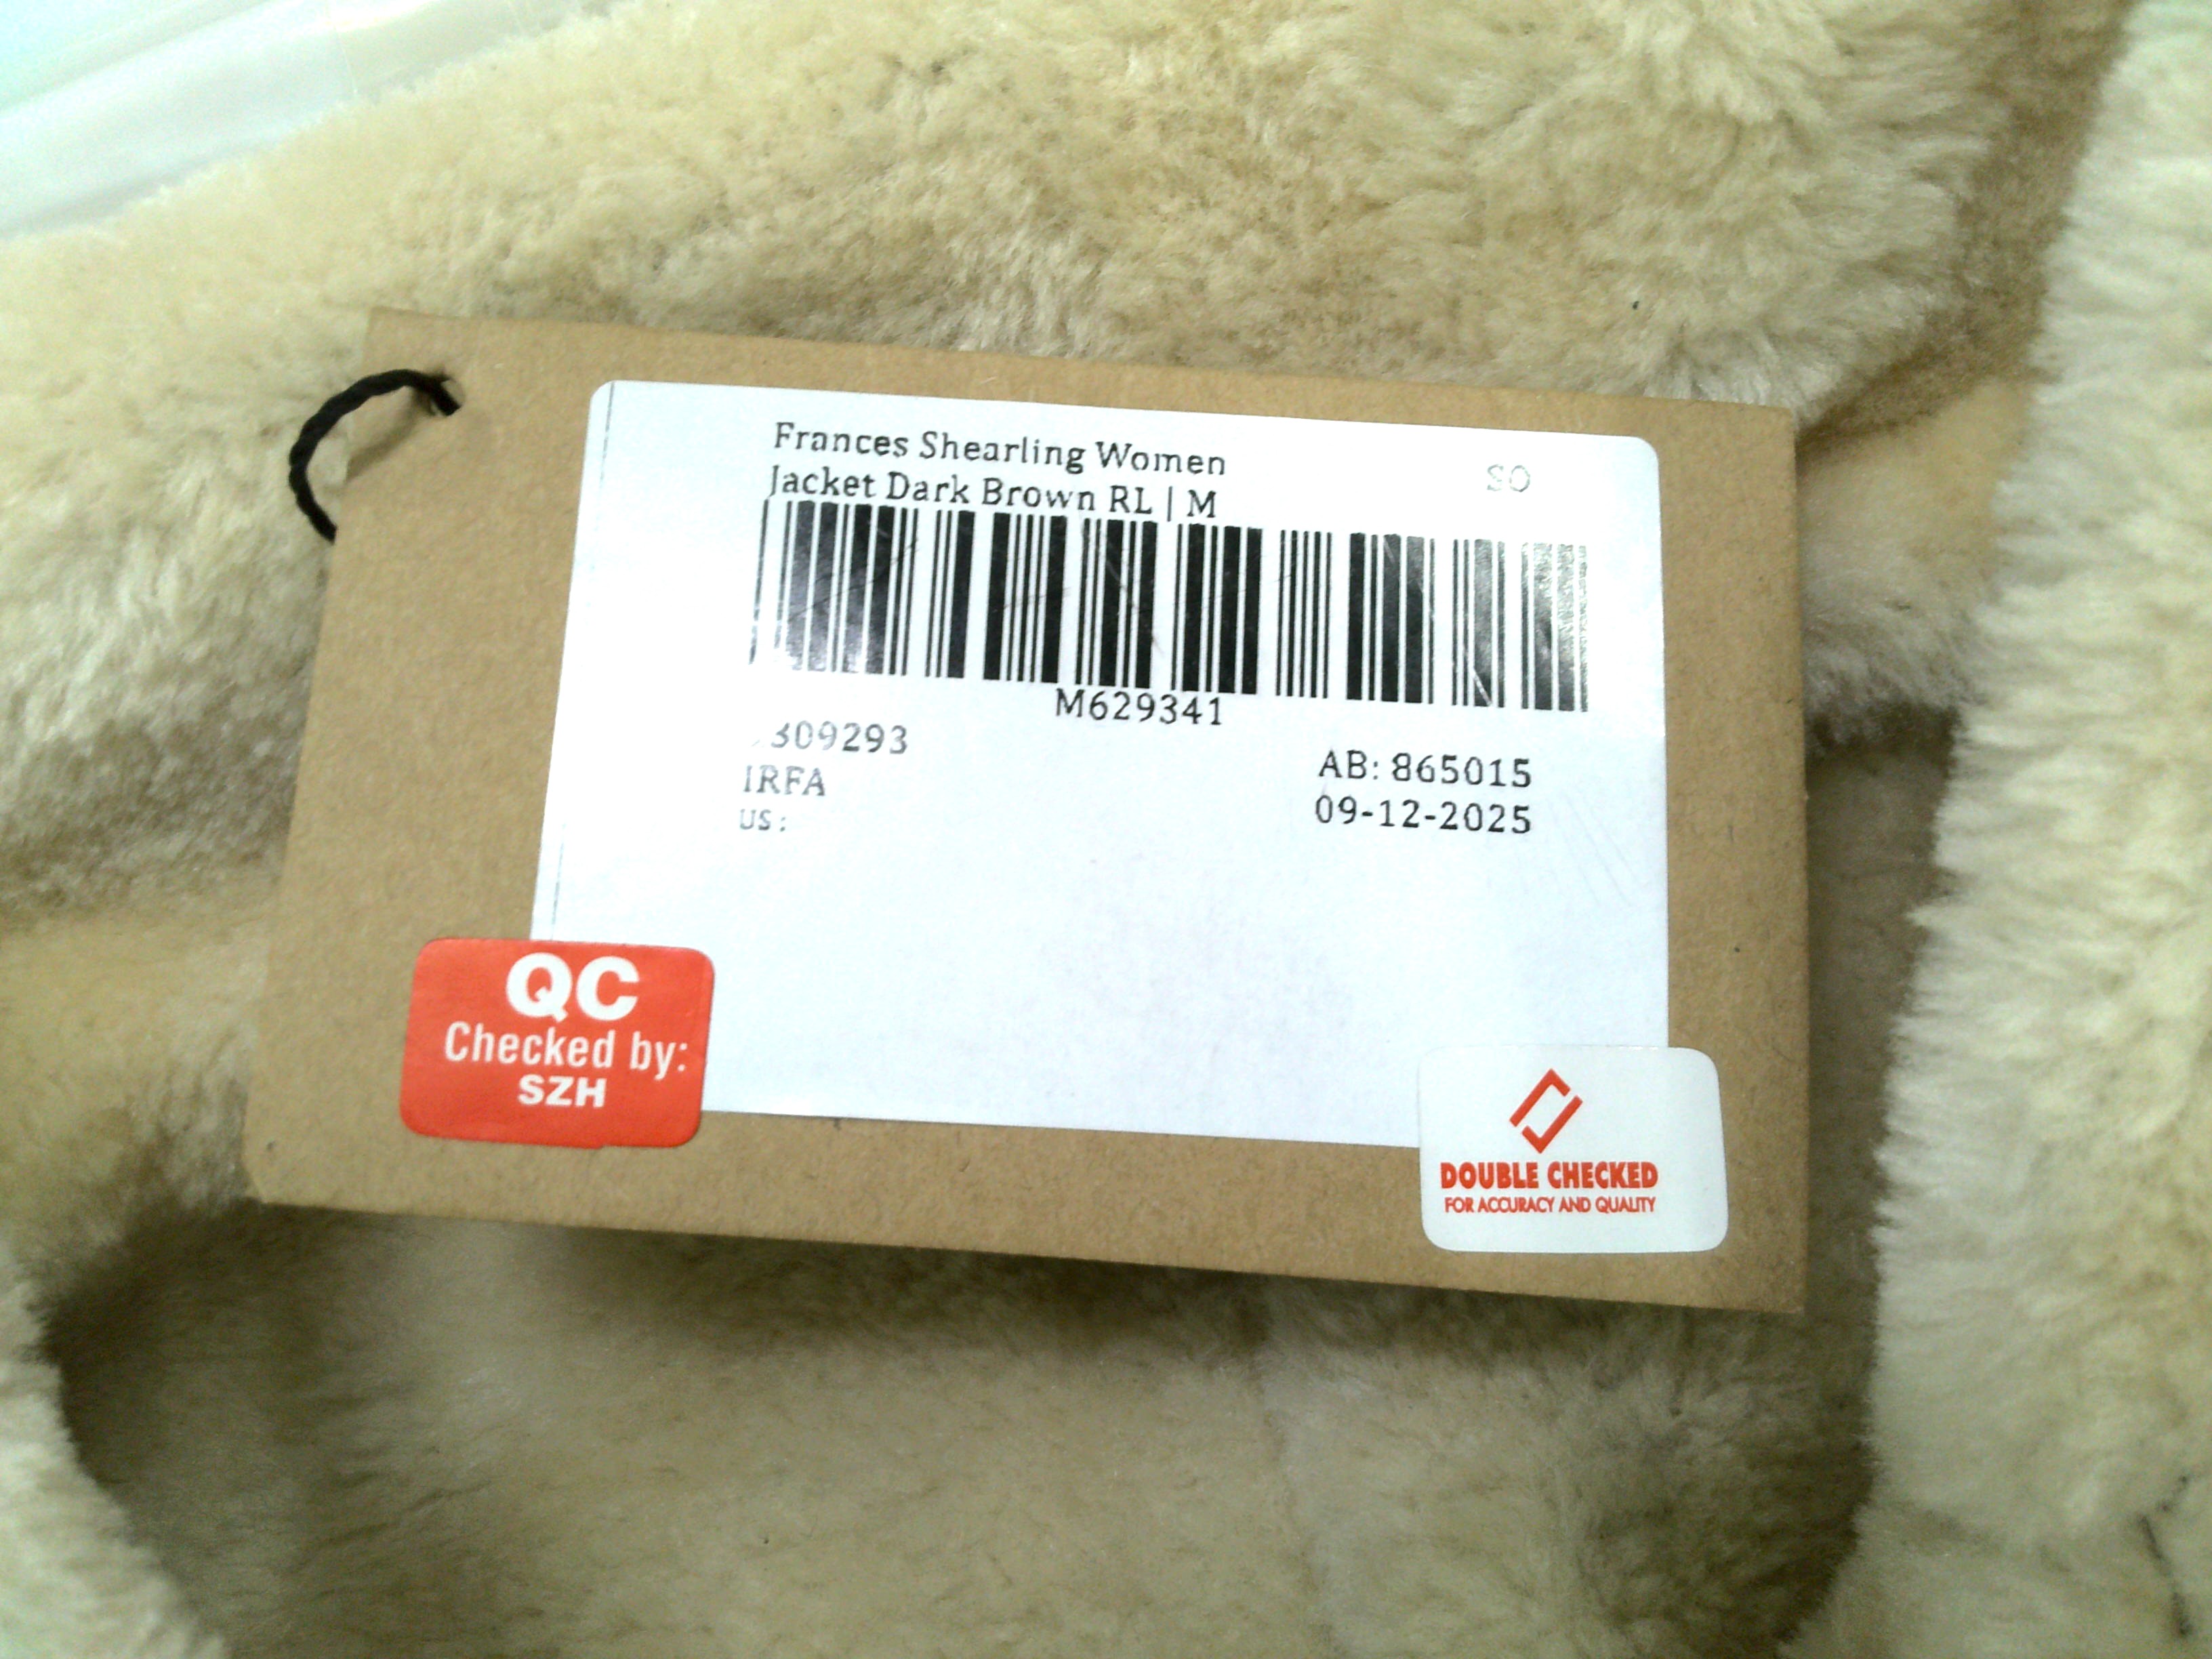 Frances Shearling Women
Jacket Dark Brown RL | M
SO
M629341
309293
IRFA
US:
AB: 865015
09-12-2025
QC
Checked by:
SZH
DOUBLE CHECKED
FOR ACCURACY AND QUALITY